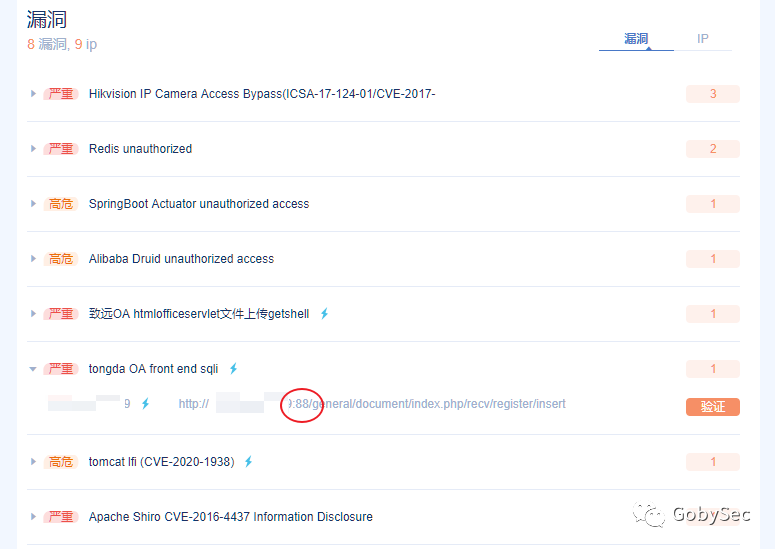 漏洞
8 漏洞, 9 ip
漏洞 IP
严重 Hikvision IP Camera Access Bypass(ICSA-17-124-01/CVE-2017- 3
严重 Redis unauthorized 2
高危 SpringBoot Actuator unauthorized access 1
高危 Alibaba Druid unauthorized access 1
严重 致远OA htmlofficeservlet文件上传getshell 1
严重 tongda OA front end sqli 1
9 http:// 9:88/general/document/index.php/recv/register/insert 验证
高危 tomcat lfi (CVE-2020-1938) 1
严重 Apache Shiro CVE-2016-4437 Information Disclosure
GobySec